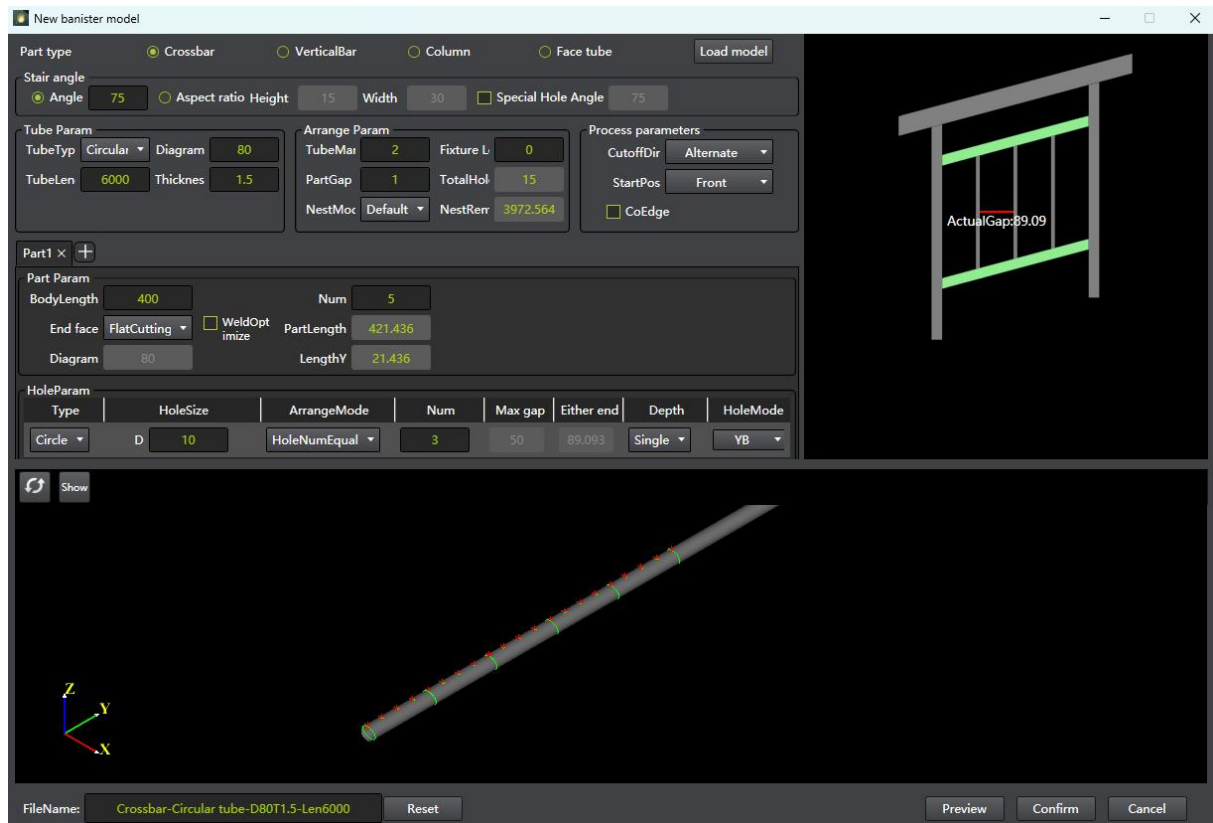 New banister model
Part type Crossbar VerticalBar Column Face tube Load model
Stair angle
Angle 75 Aspect ratio Height 15 Width 30 Special Hole Angle 75
Tube Param
TubeTyp Circular Diagram 80
TubeLen 6000 Thicknes 1.5
Arrange Param
TubeMar 2 Fixture L 0
PartGap 1 TotalHol 15
NestMod Default NestRem 3972.564
Process parameters
CutoffDir Alternate
StartPos Front
CoEdge
ActualGap:89.09
Part1 × +
Part Param
BodyLength 400 Num 5
End face FlatCutting WeldOpt
imize PartLength 421.436
Diagram 80 LengthY 21.436
HoleParam
Type HoleSize ArrangeMode Num Max gap Either end Depth HoleMode
Circle D 10 HoleNumEqual 3 50 89.093 Single YB
Show
Z
Y
X
FileName: Crossbar-Circular tube-D80T1.5-Len6000 Reset Preview Confirm Cancel